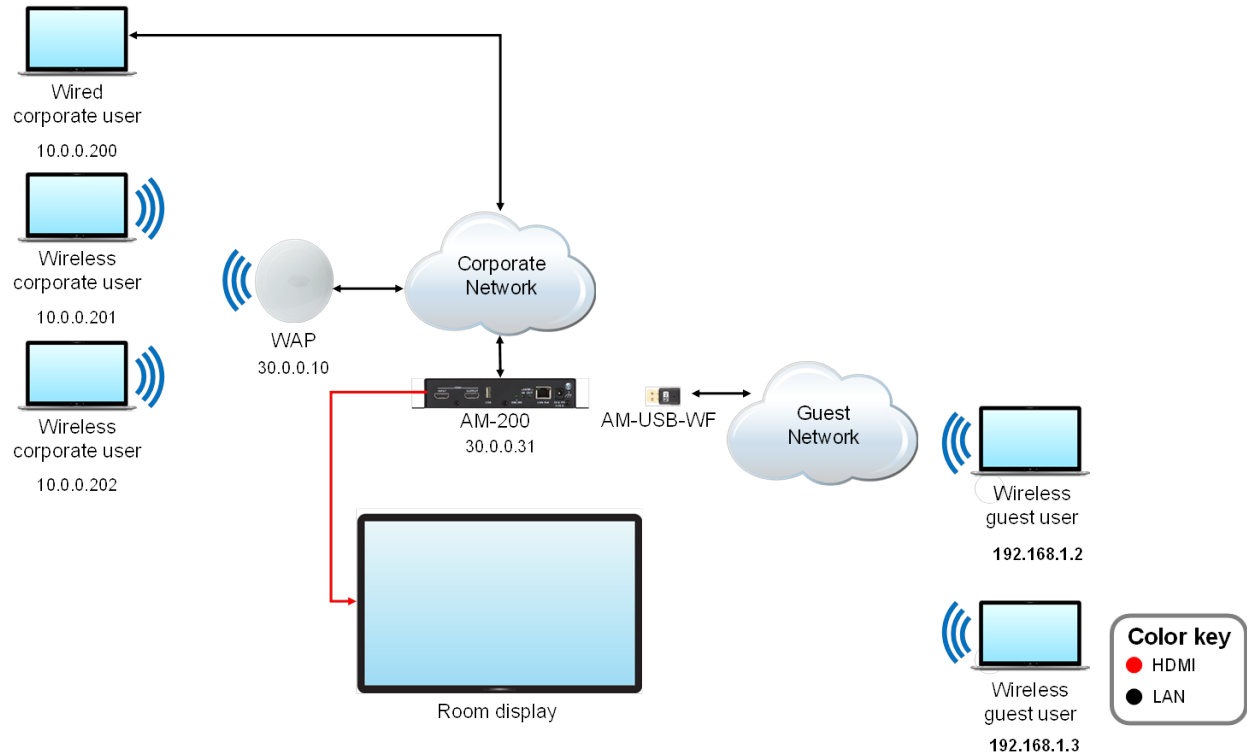 Wired
corporate user
10.0.0.200
Wireless
corporate user
10.0.0.201
Wireless
corporate user
10.0.0.202
WAP
30.0.0.10
Corporate
Network
AM-200
30.0.0.31
AM-USB-WF
Guest
Network
Room display
Wireless
guest user
192.168.1.2
Wireless
guest user
192.168.1.3
Color key
HDMI
LAN